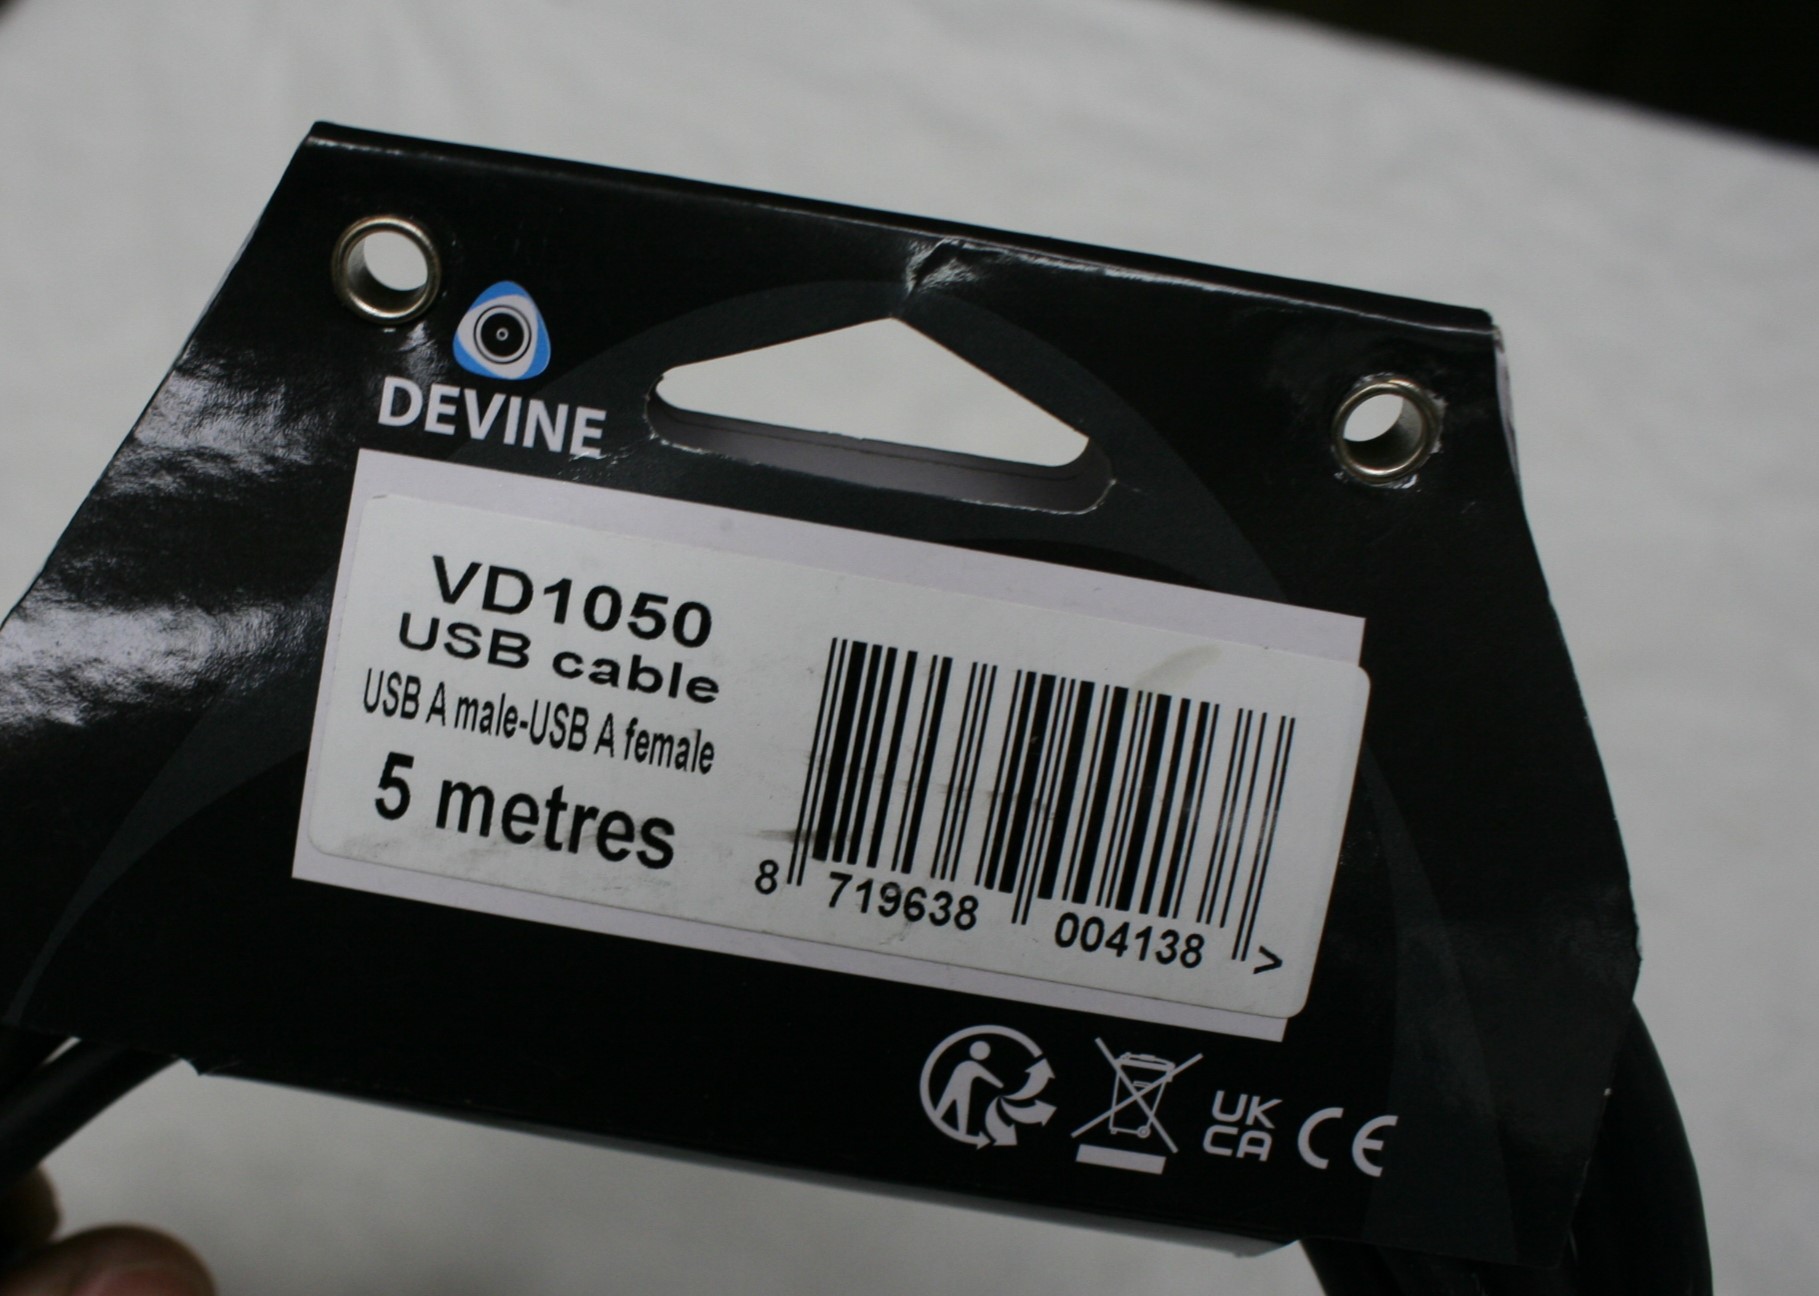 DEVINE
VD1050
USB cable
USB A male-USB A female
5 metres
8 719638 004138 >
UK
CA CE